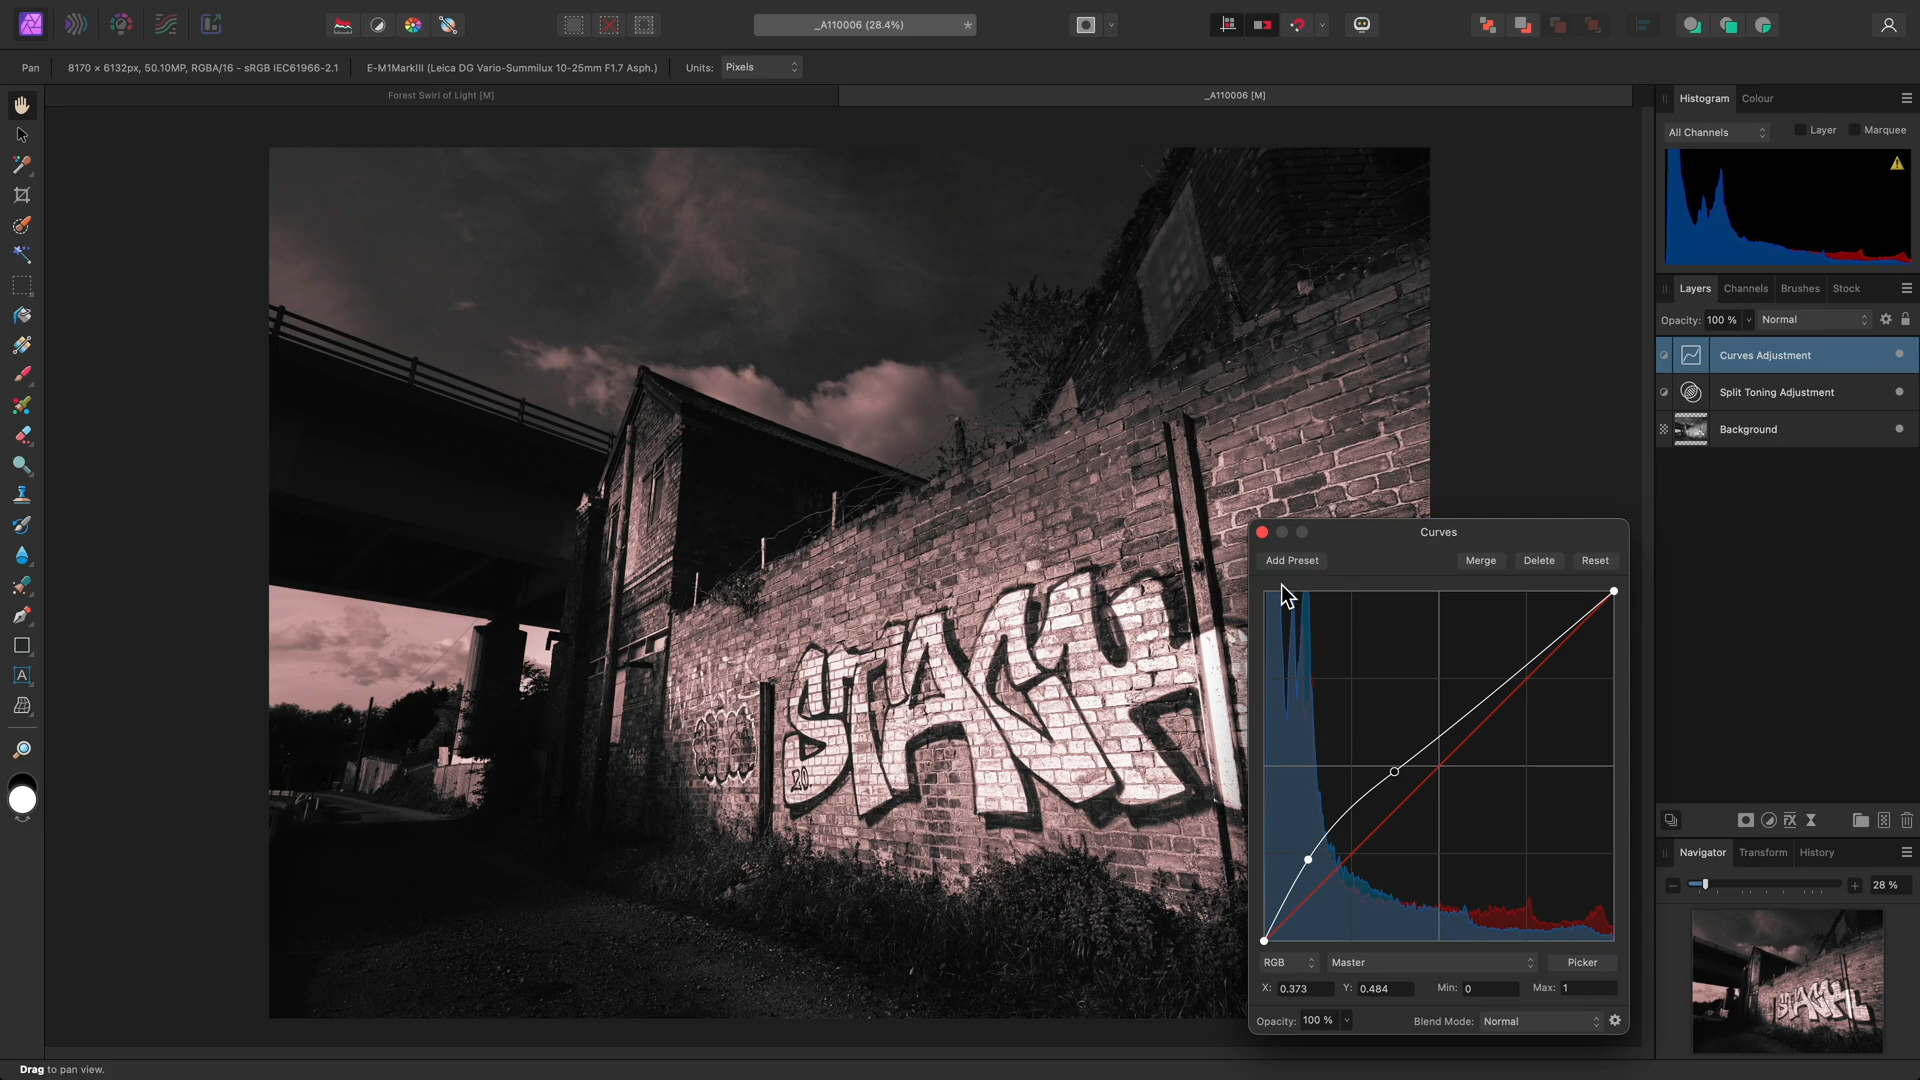 _A110006 (28.4%)
*
Pan
8170 × 6132px, 50.10MP, RGBA/16 - sRGB IEC61966-2.1
E-M1MarkIII (Leica DG Vario-Summilux 10-25mm F1.7 Asph.)
Units: Pixels
Forest Swirl of Light [M]
_A110006 [M]
Histogram Colour
All Channels Layer Marquee
Layers Channels Brushes Stock
Opacity: 100 % Normal
Curves Adjustment
Split Toning Adjustment
Background
STACH
20.
Curves
Add Preset Merge Delete Reset
RGB Master Picker
X: 0.373 Y: 0.484 Min: 0 Max: 1
Opacity: 100 % Blend Mode: Normal
Navigator Transform History
28 %
Drag to pan view.